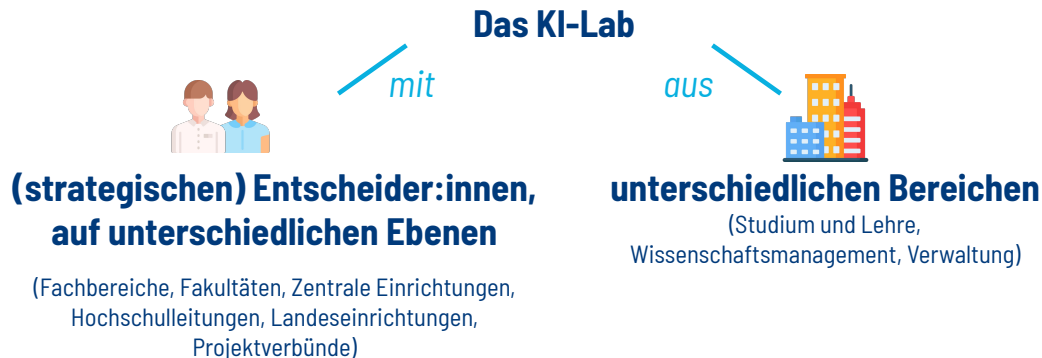 Das KI-Lab
mit
aus
(strategischen) Entscheider:innen,
auf unterschiedlichen Ebenen
(Fachbereiche, Fakultäten, Zentrale Einrichtungen,
Hochschulleitungen, Landeseinrichtungen,
Projektverbünde)
unterschiedlichen Bereichen
(Studium und Lehre,
Wissenschaftsmanagement, Verwaltung)